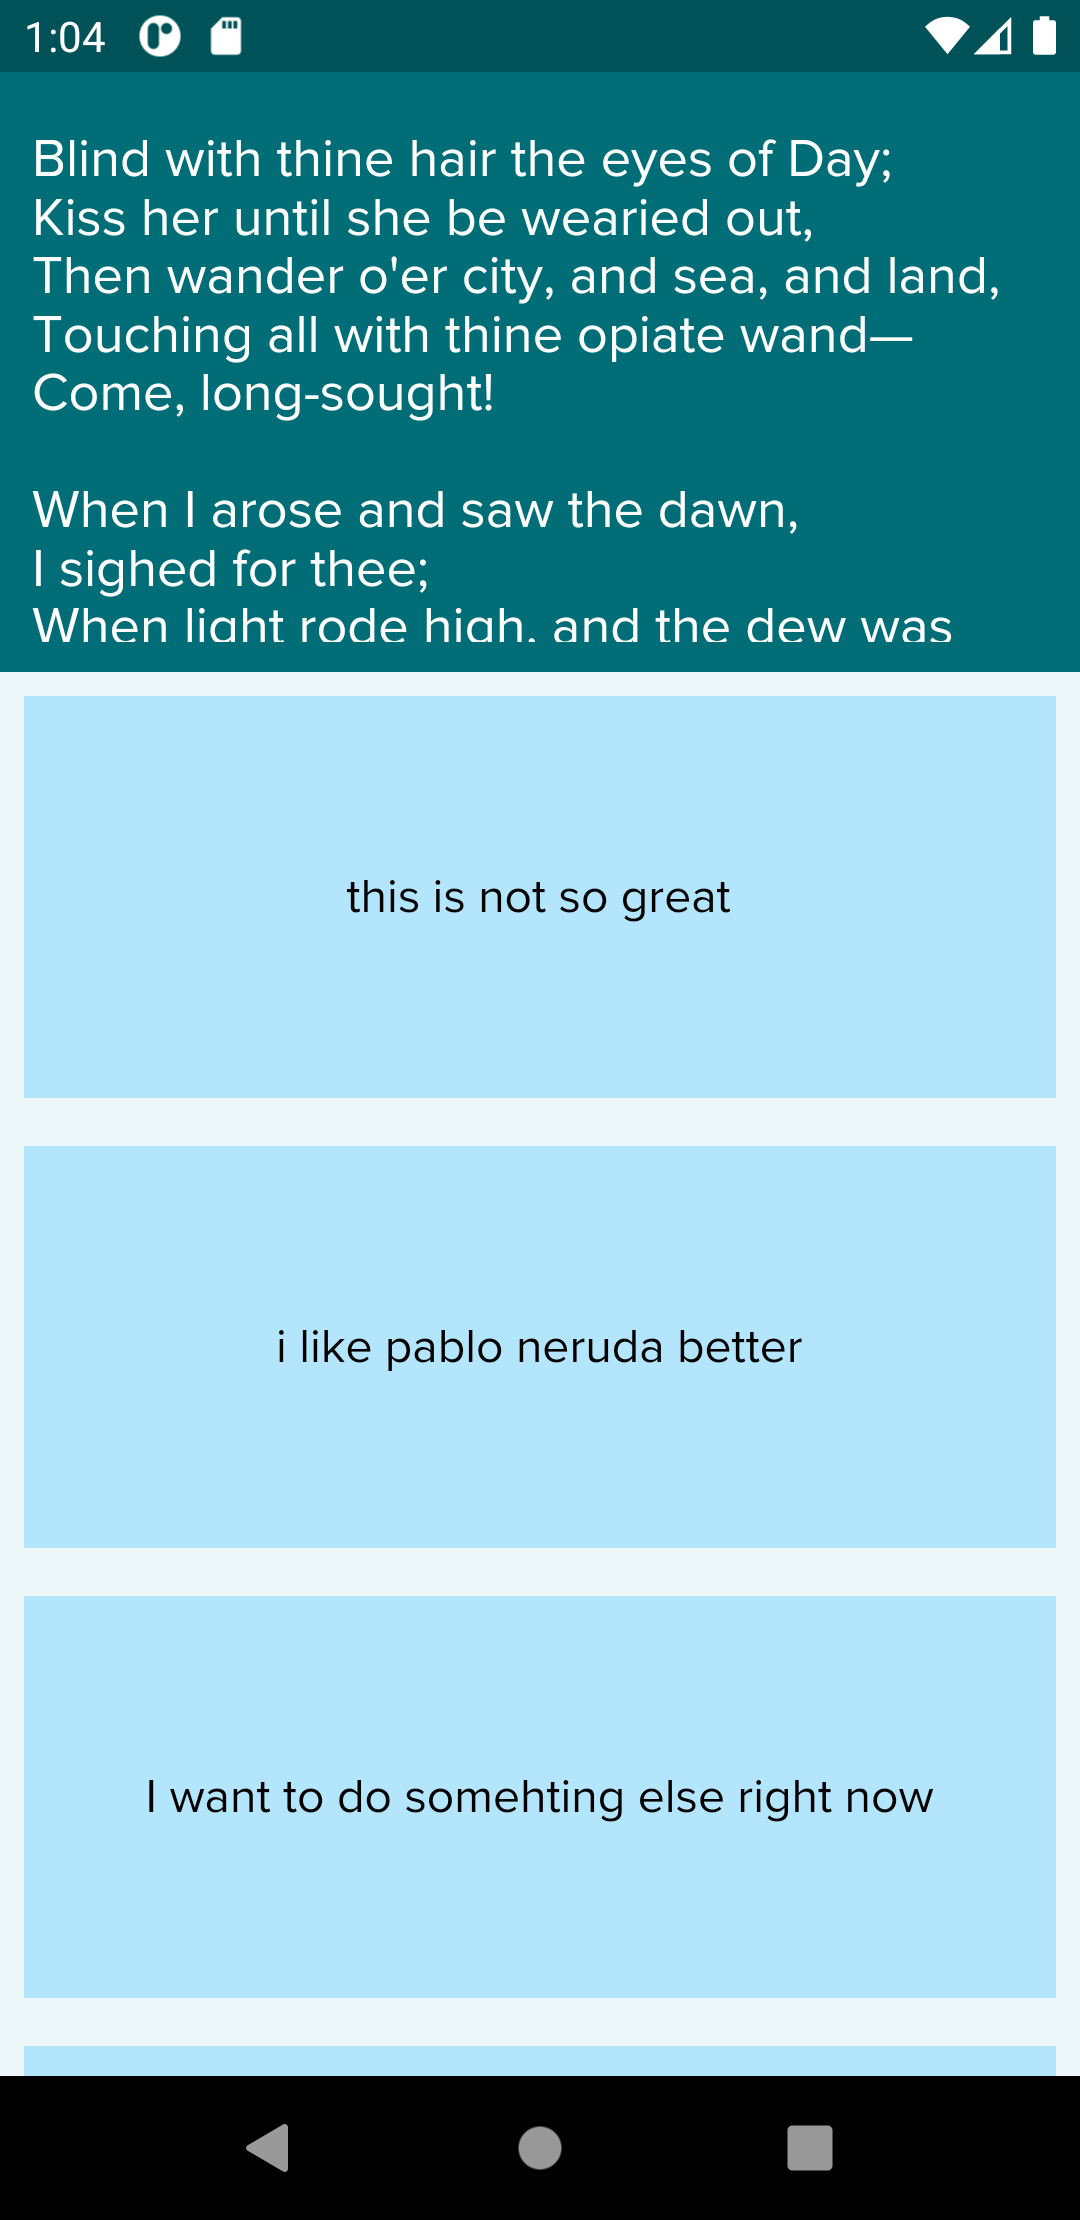 1:04
Blind with thine hair the eyes of Day;
Kiss her until she be wearied out,
Then wander o'er city, and sea, and land,
Touching all with thine opiate wand—
Come, long-sought!
When I arose and saw the dawn,
I sighed for thee;
When light rode high, and the dew was
this is not so great
i like pablo neruda better
I want to do somehting else right now